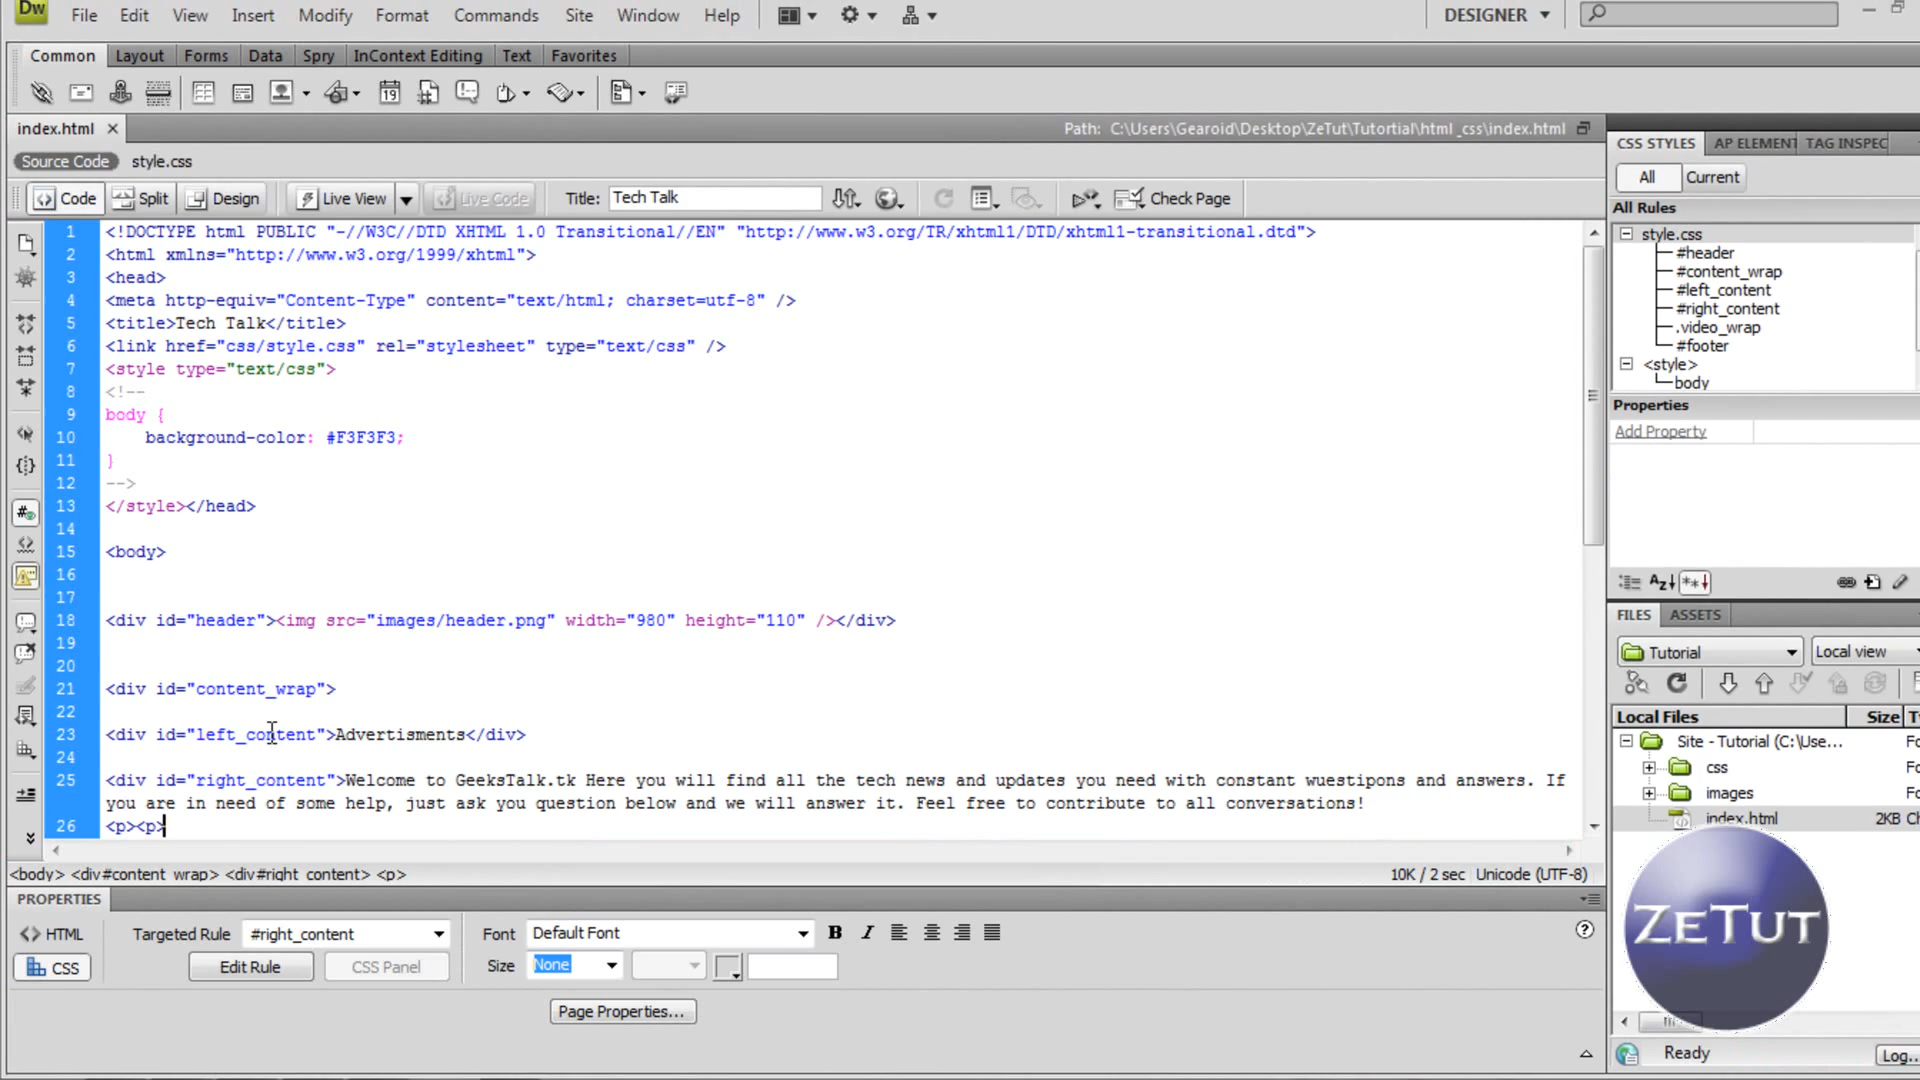 Dw File Edit View Insert Modify Format Commands Site Window Help DESIGNER
Common Layout Forms Data Spry InContext Editing Text Favorites
19
index.html Path: C:\Users\Gearoid\Desktop\ZeTut\Tutortial\html _css\index.html
Source Code style.css
Code Split Design Live View Live Code Title: Tech Talk Check Page
1 <!DOCTYPE html PUBLIC "-//W3C//DTD XHTML 1.0 Transitional//EN" "http://www.w3.org/TR/xhtml1/DTD/xhtml1-transitional.dtd">
2 <html xmlns="http://www.w3.org/1999/xhtml">
3 <head>
4 <meta http-equiv="Content-Type" content="text/html; charset=utf-8" />
5 <title>Tech Talk</title>
6 <link href="css/style.css" rel="stylesheet" type="text/css" />
7 <style type="text/css">
8 <!--
9 body {
10 background-color: #F3F3F3;
11 }
12 -->
13 </style></head>
14
15 <body>
16
17
18 <div id="header"><img src="images/header.png" width="980" height="110" /></div>
19
20
21 <div id="content_wrap">
22
23 <div id="left_content">Advertisments</div>
24
25 <div id="right_content">Welcome to GeeksTalk.tk Here you will find all the tech news and updates you need with constant wuestipons and answers. If
you are in need of some help, just ask you question below and we will answer it. Feel free to contribute to all conversations!
26 <p><p>
<body> <div#content_wrap> <div#right_content> <p> 10K / 2 sec Unicode (UTF-8)
PROPERTIES
<> HTML Targeted Rule #right_content Font Default Font B I
CSS Edit Rule CSS Panel Size None
Page Properties...
CSS STYLES AP ELEMENT TAG INSPEC
All Current
All Rules
style.css
#header
#content_wrap
#left_content
#right_content
.video_wrap
#footer
<style>
body
Properties
Add Property
FILES ASSETS
Tutorial Local view
Local Files Size Ty
Site - Tutorial (C:\Use... Fo
css Fo
images Fo
index.html 2KB Ch
ZETUT
Ready Log...